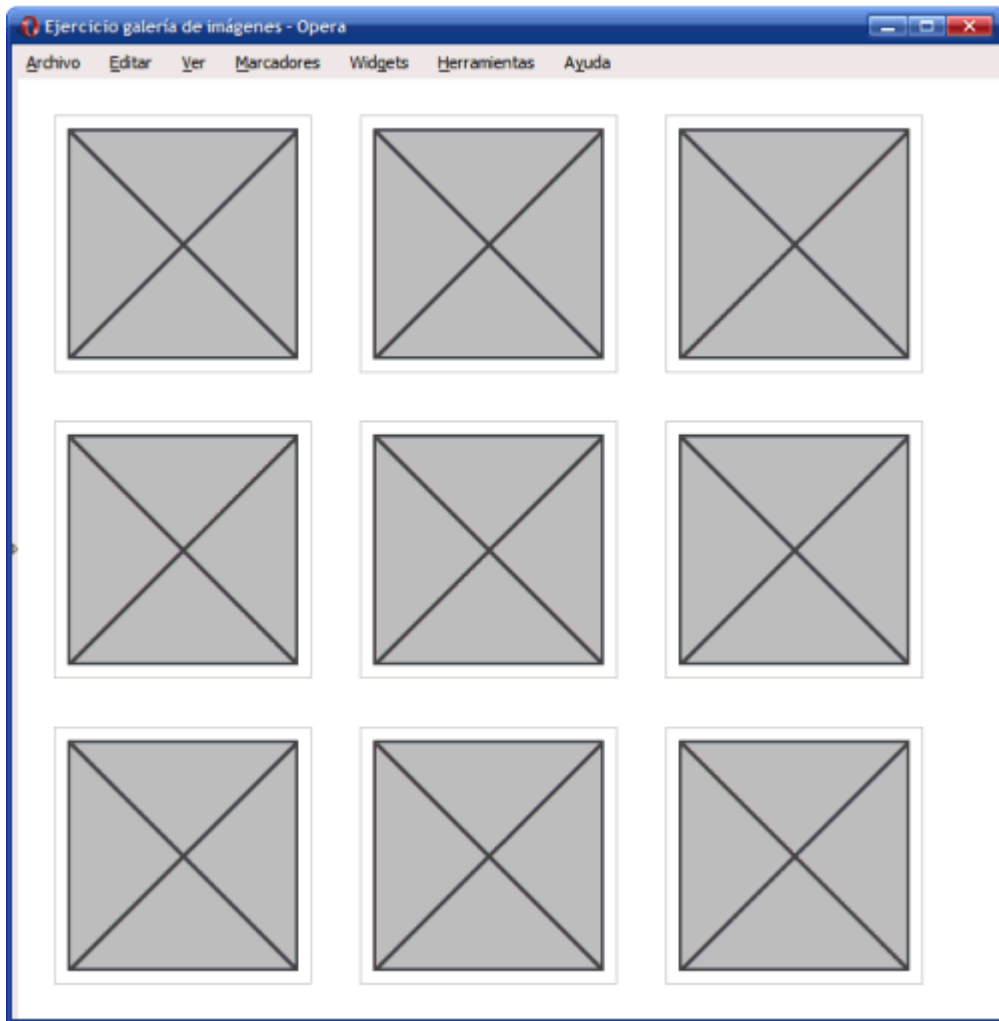 Ejercicio galería de imágenes - Opera
Archivo Editar Ver Marcadores Widgets Herramientas Ayuda